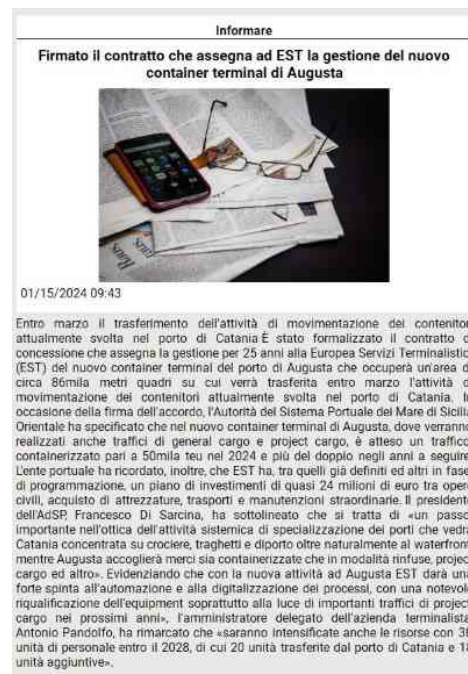 Informare
Firmato il contratto che assegna ad EST la gestione del nuovo
container terminal di Augusta
01/15/2024 09:43
Entro marzo il trasferimento dell'attività di movimentazione dei contenitor
attualmente svolta nel porto di Catania È stato formalizzato il contratto d
concessione che assegna la gestione per 25 anni alla Europea Servizi Terminalistic
(EST) del nuovo container terminal del porto di Augusta che occuperà un'area d
circa 86mila metri quadri su cui verrà trasferita entro marzo l'attività d
movimentazione dei contenitori attualmente svolta nel porto di Catania. I
occasione della firma dell'accordo, l'Autorità del Sistema Portuale dei Mare di Sicili
Orientale ha specificato che nel nuovo container terminal di Augusta, dove verranno
realizzati anche traffici di general cargo e project cargo, è atteso un traffico
containerizzato pari a 50mila teu nel 2024 e più del doppio negli anni a seguire
L'ente portuale ha ricordato, inoltre, che EST ha, tra quelli già definiti ed altri in fase
di programmazione, un piano di investimenti di quasi 24 milioni di euro tra oper
civili, acquisto di attrezzature, trasporti e manutenzioni straordinarie. Il president
dell'AdSP, Francesco Di Sarcina, ha sottolineato che si tratta di «un passo
importante nell'ottica dell'attività sistemica di specializzazione dei porti che vedrà
Catania concentrata su crociere, traghetti e diporto oltre naturalmente al waterfront
mentre Augusta accoglierà merci sia containerizzate che in modalità rinfuse, projec
cargo ed altro». Evidenziando che con la nuova attività ad Augusta EST darà una
forte spinta all'automazione e alla digitalizzazione dei processi, con una notevol
riqualificazione dell'equipment soprattutto alla luce di importanti traffici di projec
cargo nei prossimi anni», l'amministratore delegato dell'azienda terminalista
Antonio Pandolfo, ha rimarcato che «saranno intensificate anche le risorse con 38
unità di personale entro il 2028, di cui 20 unità trasferite dal porto di Catania e 18
unità aggiuntive».